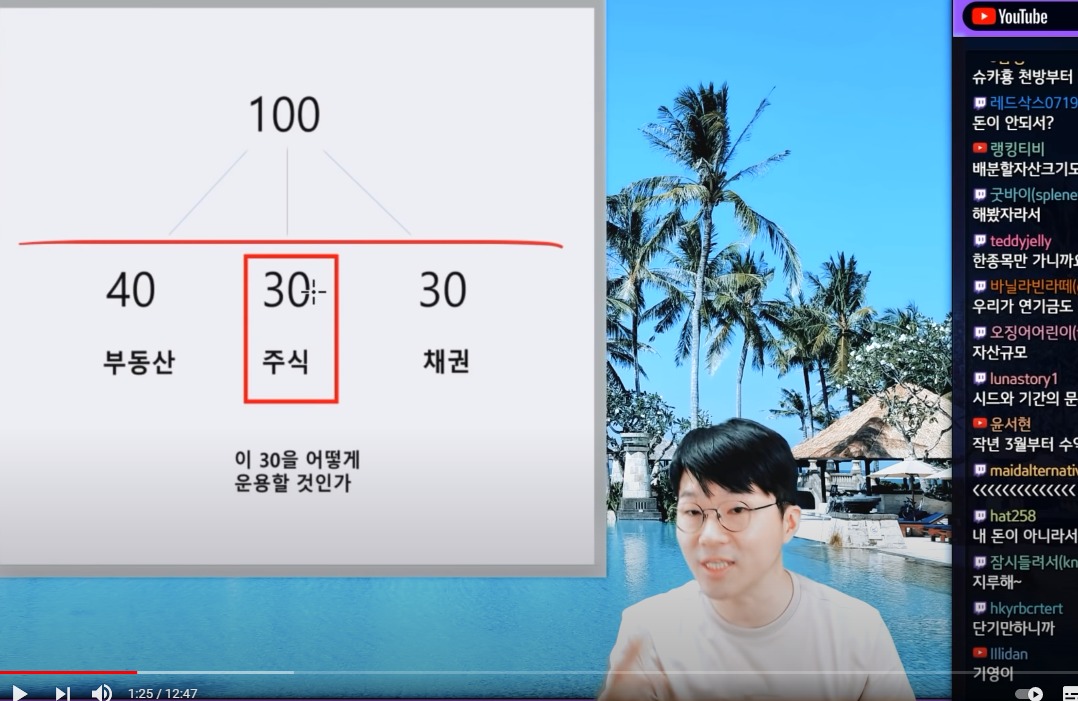 100
40
30
30
부동산
주식
채권
이 30을 어떻게
운용할 것인가
YouTube
슈카흉 천방부터
레드삭스0719
돈이 안되서?
랭킹티비
배분할자산크기도
굿바이(splene
해봤자라서
teddyjelly
한종목만 가니까요
바닐라빈라떼(
우리가 연기금도
오징어어린이(
자산규모
lunastory1
시드와 기간의 문
윤서현
작년 3월부터 수익
maidalternativ
<<<<<<<<<<<<<<
hat258
내 돈이 아니라서
잠시들려서(kn
지루해~
hkyrbcrtert
단기만하니까
Illidan
기영이
1:25 / 12:47